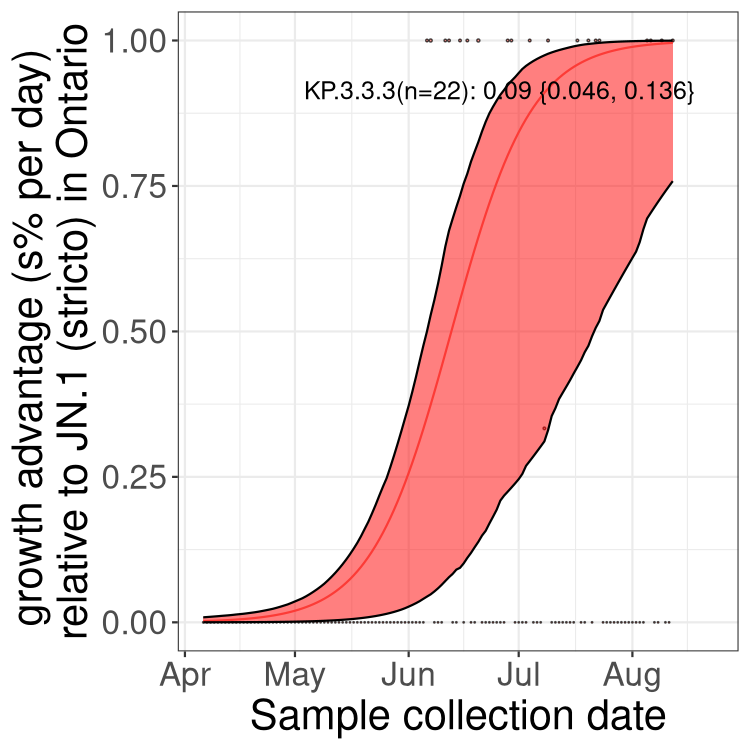 growth advantage (s% per day)
relative to JN.1 (stricto) in Ontario
1.00
0.75
0.50
0.25
0.00
KP.3.3.3(n=22): 0.09 {0.046, 0.136}
Apr May Jun Jul Aug
Sample collection date